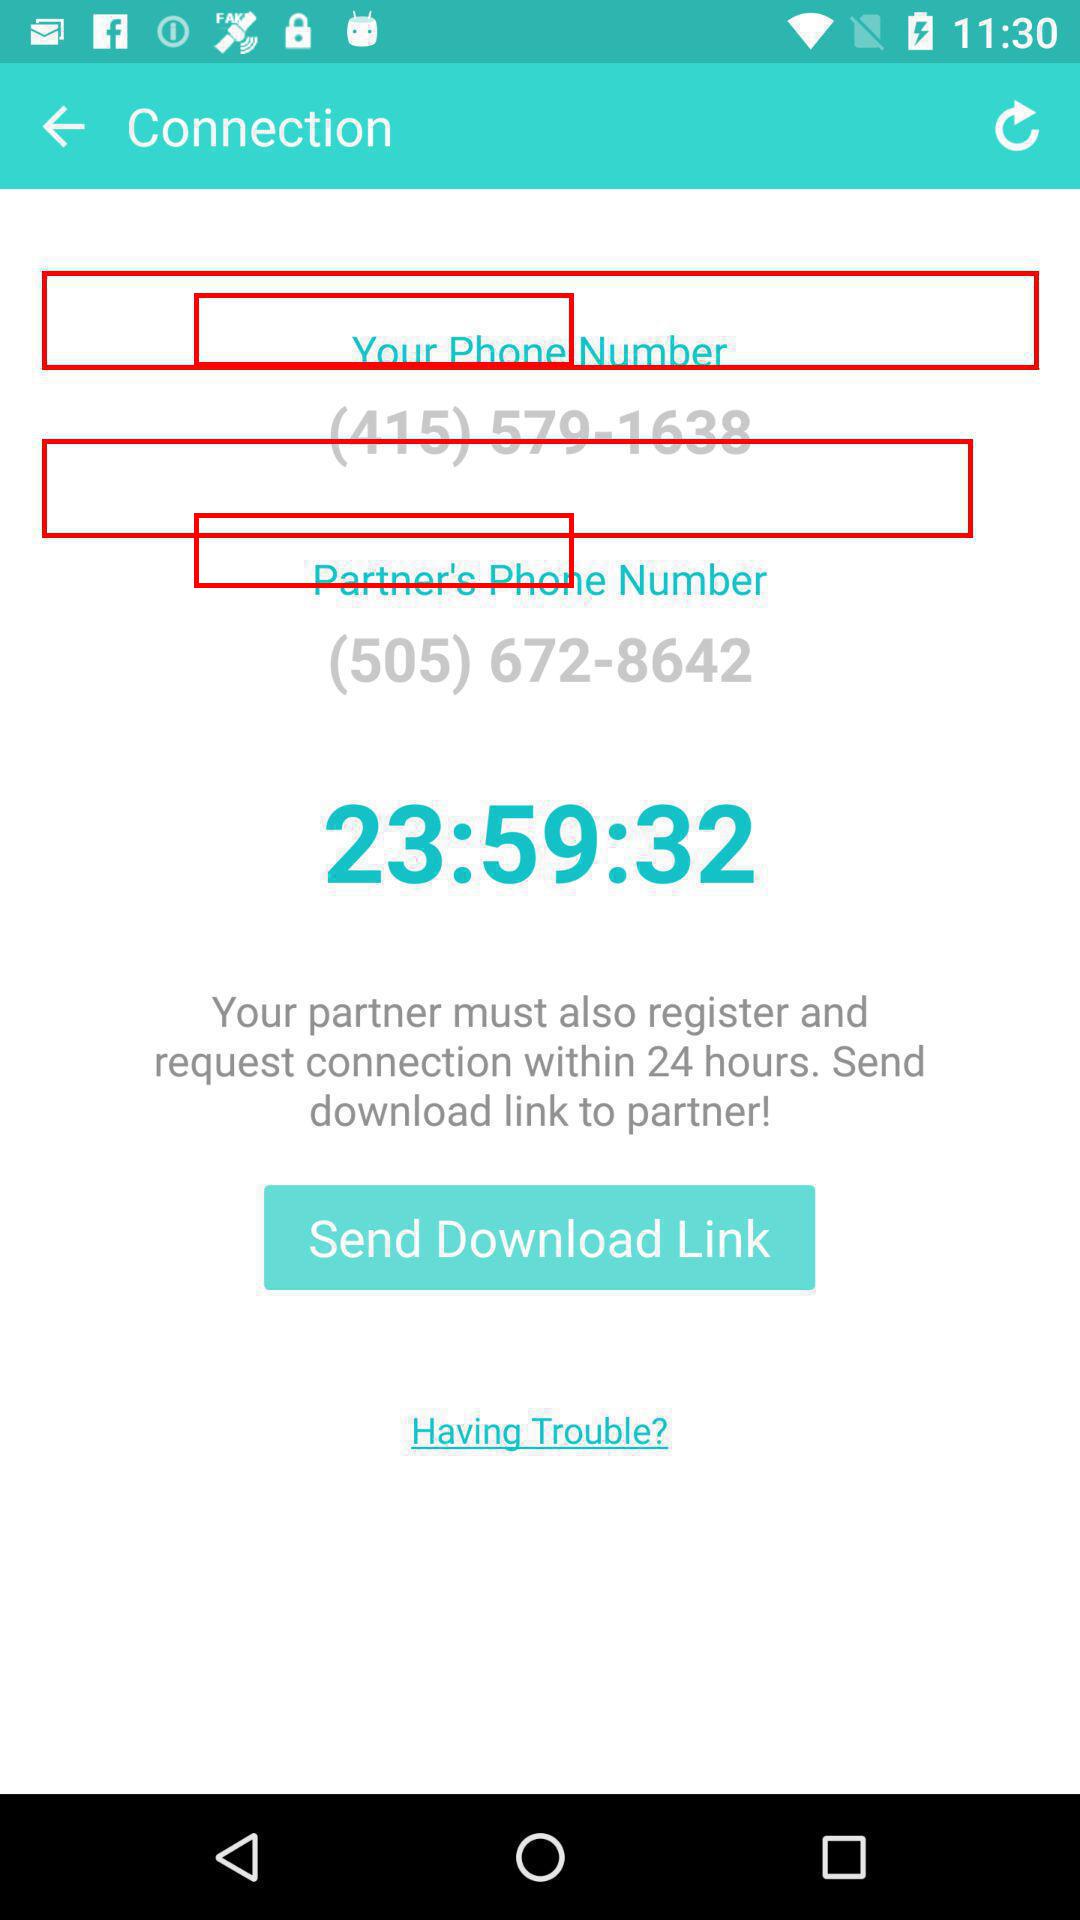 FAKE
11:30
Connection
Your Phone Number
(415) 579-1638
Partner's Phone Number
(505) 672-8642
23:59:32
Your partner must also register and
request connection within 24 hours. Send
download link to partner!
Send Download Link
Having Trouble?